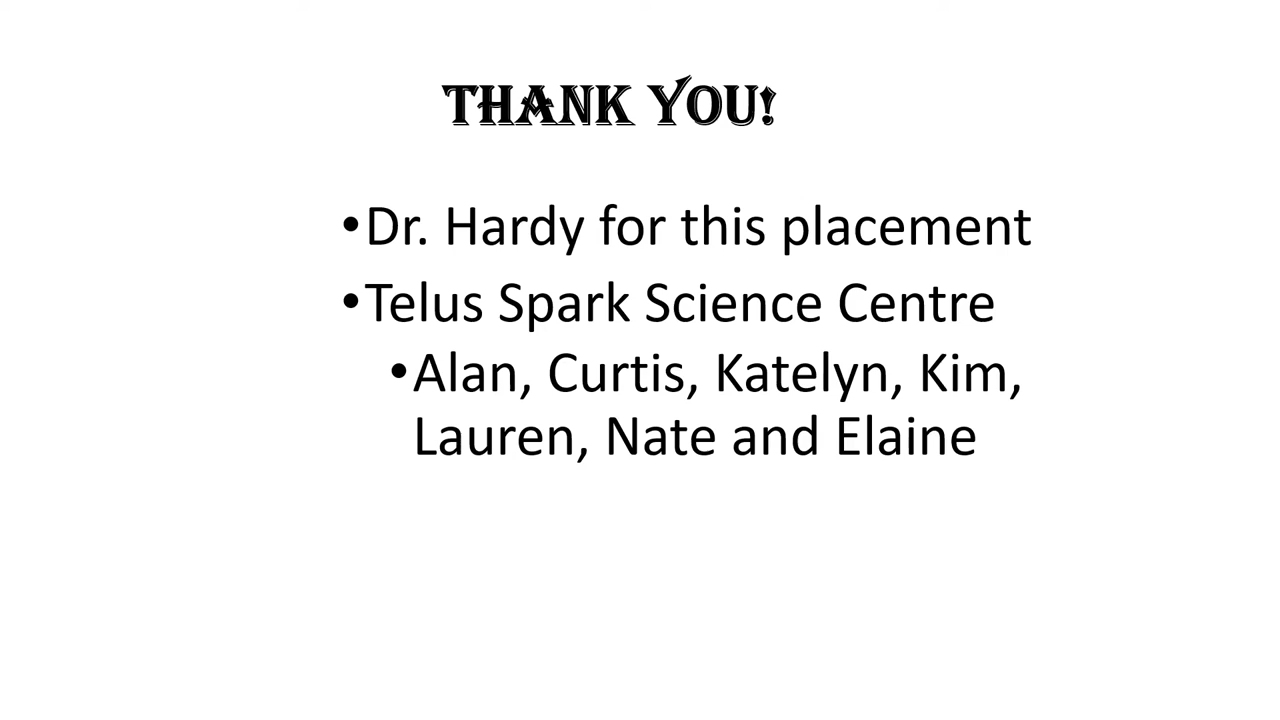 THANK YOU!
•Dr. Hardy for this placement
•Telus Spark Science Centre
•Alan, Curtis, Katelyn, Kim,
Lauren, Nate and Elaine